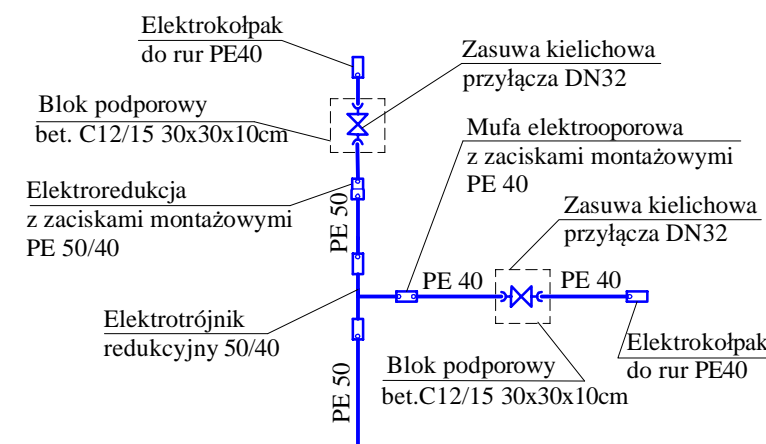 Elektrokołpak
do rur PE40
Zasuwa kielichowa
przyłącza DN32
Blok podporowy
bet. C12/15 30x30x10cm
Mufa elektrooporowa
z zaciskami montażowymi
PE 40
Elektroredukcja
z zaciskami montażowymi
PE 50/40
PE 50
Zasuwa kielichowa
przyłącza DN32
PE 40
PE 40
Elektrotrójnik
redukcyjny 50/40
PE 50
Blok podporowy
bet.C12/15 30x30x10cm
Elektrokołpak
do rur PE40